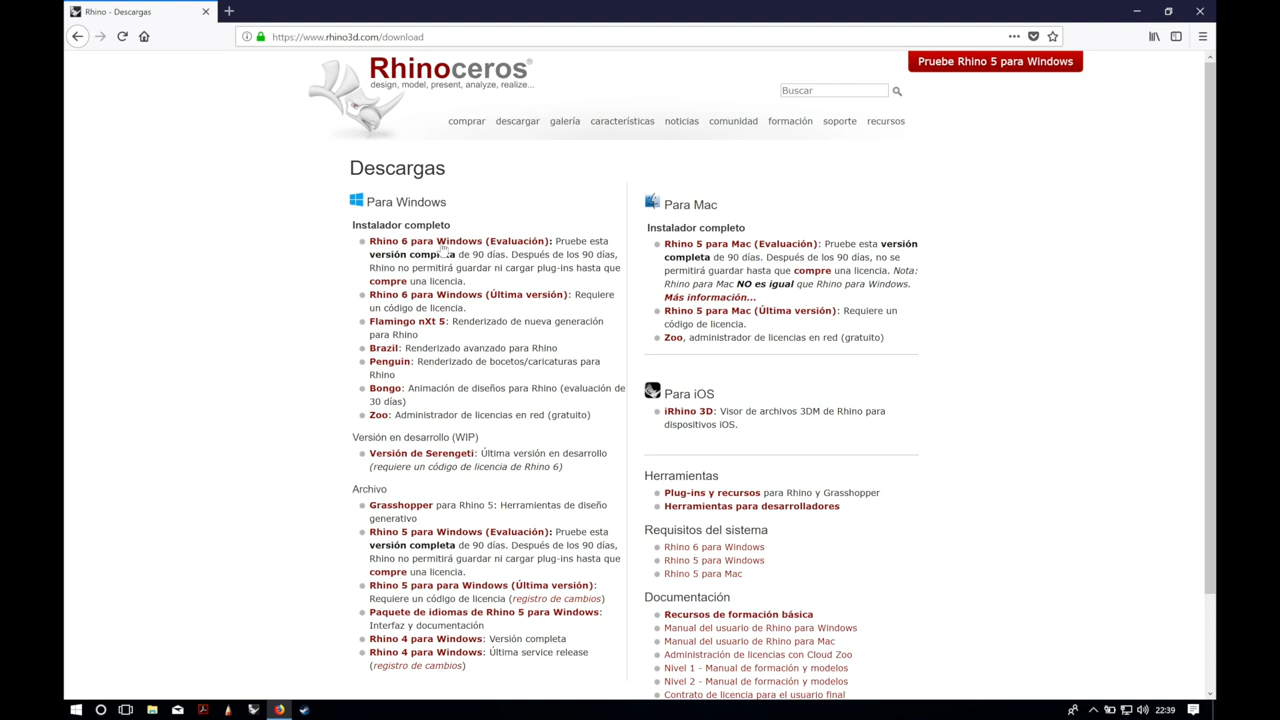 Rhino - Descargas
https://www.rhino3d.com/download
Pruebe Rhino 5 para Windows
Rhinoceros®
design, model, present, analyze, realize...
Buscar
comprar descargar galería características noticias comunidad formación soporte recursos
Descargas
Para Windows
Instalador completo
Rhino 6 para Windows (Evaluación): Pruebe esta
versión completa de 90 días. Después de los 90 días,
Rhino no permitirá guardar ni cargar plug-ins hasta que
compre una licencia.
Rhino 6 para Windows (Última versión): Requiere
un código de licencia.
Flamingo nXt 5: Renderizado de nueva generación
para Rhino
Brazil: Renderizado avanzado para Rhino
Penguin: Renderizado de bocetos/caricaturas para
Rhino
Bongo: Animación de diseños para Rhino (evaluación de
30 días)
Zoo: Administrador de licencias en red (gratuito)
Versión en desarrollo (WIP)
Versión de Serengeti: Última versión en desarrollo
(requiere un código de licencia de Rhino 6)
Archivo
Grasshopper para Rhino 5: Herramientas de diseño
generativo
Rhino 5 para Windows (Evaluación): Pruebe esta
versión completa de 90 días. Después de los 90 días,
Rhino no permitirá guardar ni cargar plug-ins hasta que
compre una licencia.
Rhino 5 para para Windows (Última versión):
Requiere un código de licencia (registro de cambios)
Paquete de idiomas de Rhino 5 para Windows:
Interfaz y documentación
Rhino 4 para Windows: Versión completa
Rhino 4 para Windows: Última service release
(registro de cambios)
Para Mac
Instalador completo
Rhino 5 para Mac (Evaluación): Pruebe esta versión
completa de 90 días. Después de los 90 días, no se
permitirá guardar hasta que compre una licencia. Nota:
Rhino para Mac NO es igual que Rhino para Windows.
Más información...
Rhino 5 para Mac (Última versión): Requiere un
código de licencia.
Zoo, administrador de licencias en red (gratuito)
Para iOS
iRhino 3D: Visor de archivos 3DM de Rhino para
dispositivos iOS.
Herramientas
Plug-ins y recursos para Rhino y Grasshopper
Herramientas para desarrolladores
Requisitos del sistema
Rhino 6 para Windows
Rhino 5 para Windows
Rhino 5 para Mac
Documentación
Recursos de formación básica
Manual del usuario de Rhino para Windows
Manual del usuario de Rhino para Mac
Administración de licencias con Cloud Zoo
Nivel 1 - Manual de formación y modelos
Nivel 2 - Manual de formación y modelos
Contrato de licencia para el usuario final
22:39